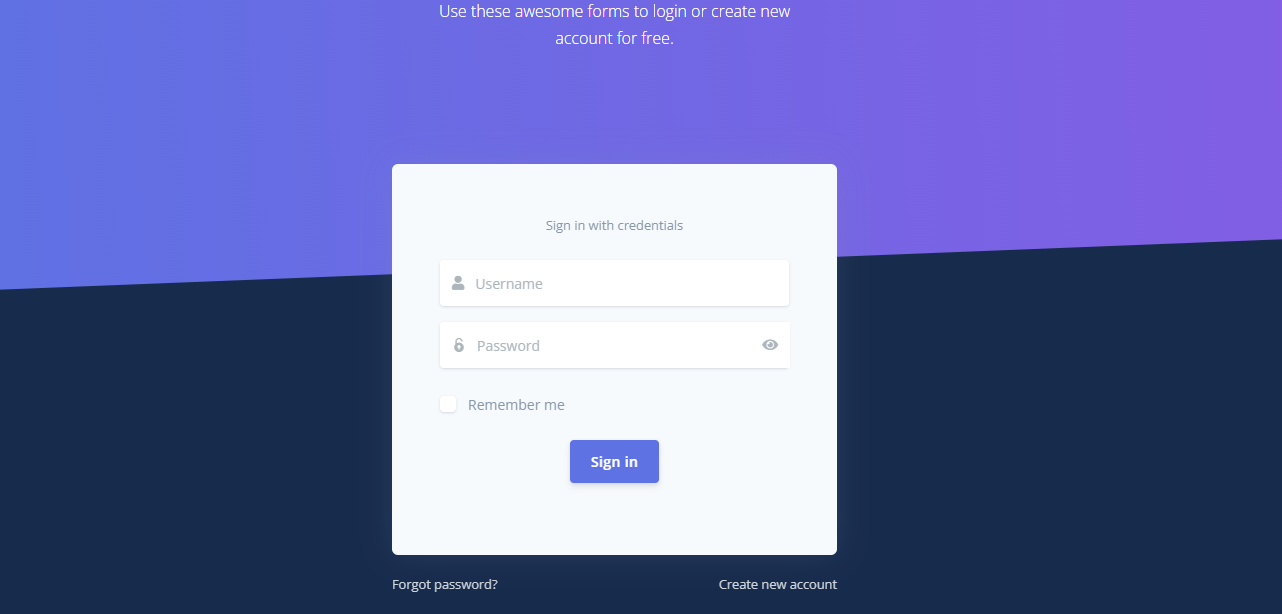 Use these awesome forms to login or create new
account for free.
Sign in with credentials
Username
Password
Remember me
Sign in
Forgot password?
Create new account